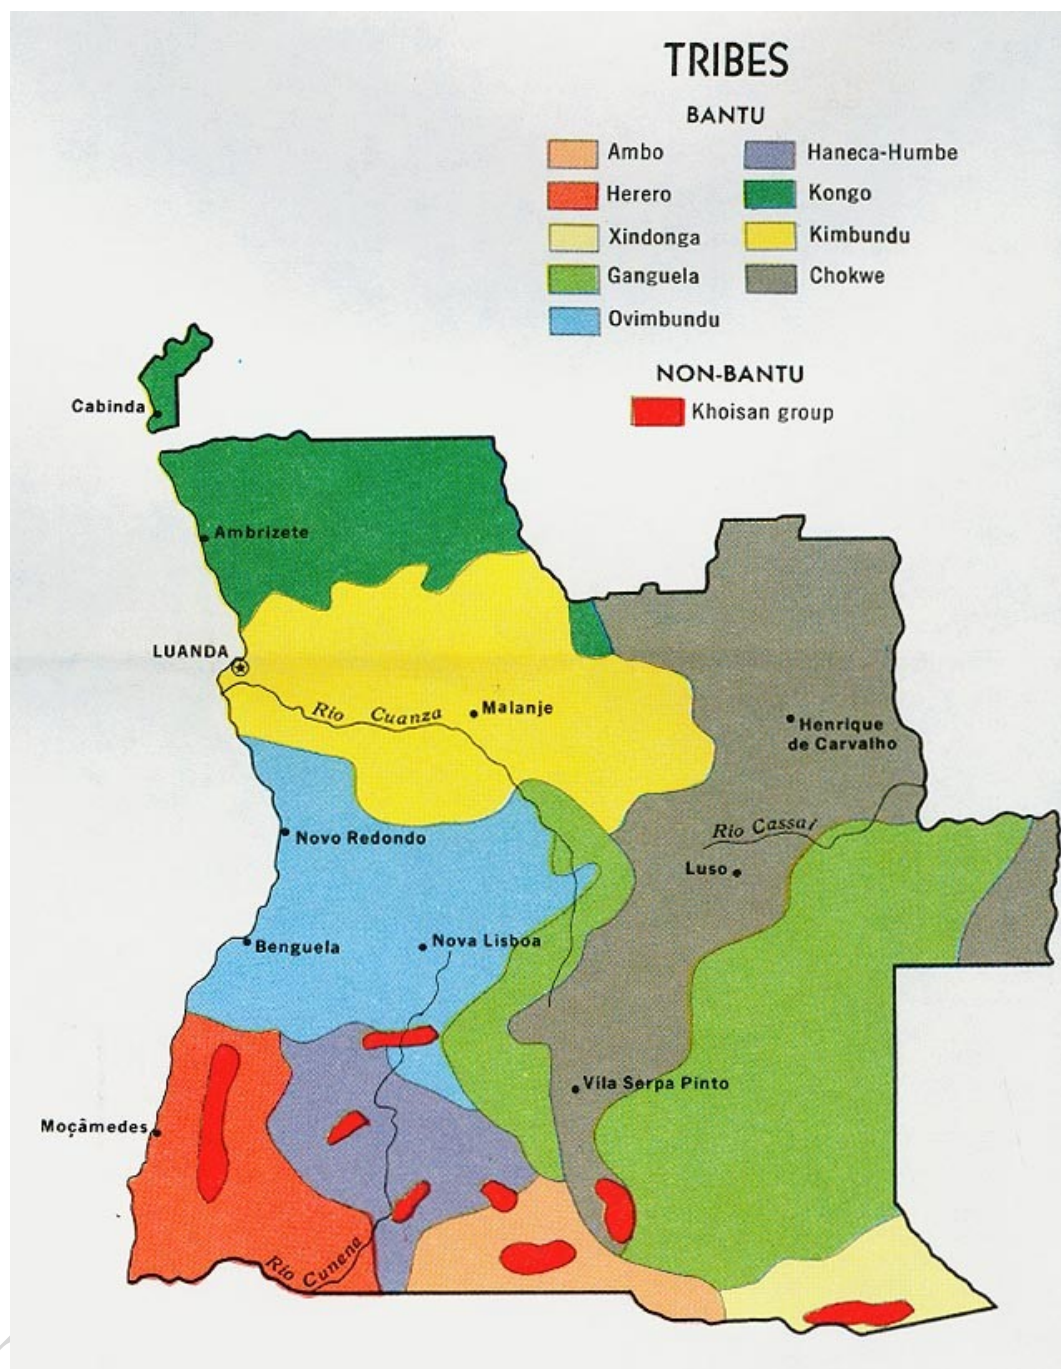 TRIBES
BANTU
Ambo
Haneca-Humbe
Herero
Kongo
Xindonga
Kimbundu
Ganguela
Chokwe
Ovimbundu
NON-BANTU
Khoisan group
Cabinda
Ambrizete
LUANDA
Rio Cuanza
Malanje
Henrique
de Carvalho
Novo Redondo
Rio Cassai
Luso
Benguela
Nova Lisboa
Vila Serpa Pinto
Moçâmedes
Rio Cunena